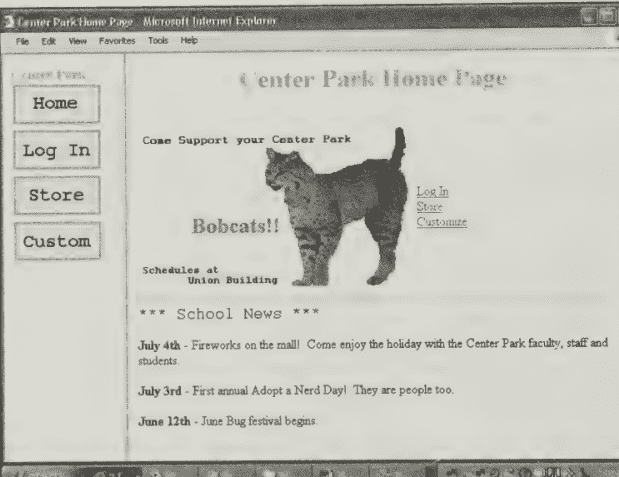 Center Park Home Page - Microsoft Internet Explorer
File Edit View Favorites Tools Help
Center Park
Home
Log In
Store
Custom
Center Park Home Page
Come Support your Center Park
Bobcats!!
Schedules at
Union Building
Log In
Store
Customize
*** School News ***
July 4th - Fireworks on the mall! Come enjoy the holiday with the Center Park faculty, staff and
students.
July 3rd - First annual Adopt a Nerd Day! They are people too.
June 12th - June Bug festival begins.